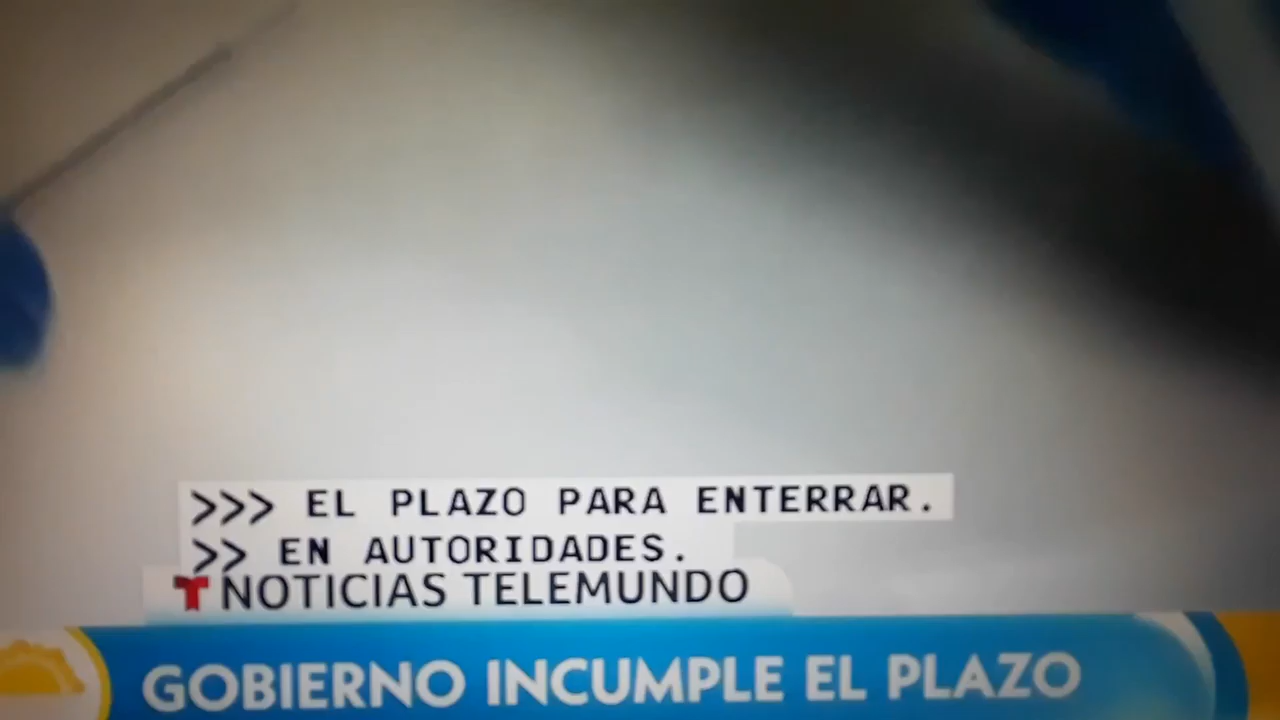 >>> EL PLAZO PARA ENTERRAR.
>> EN AUTORIDADES.
T NOTICIAS TELEMUNDO
GOBIERNO INCUMPLE EL PLAZO